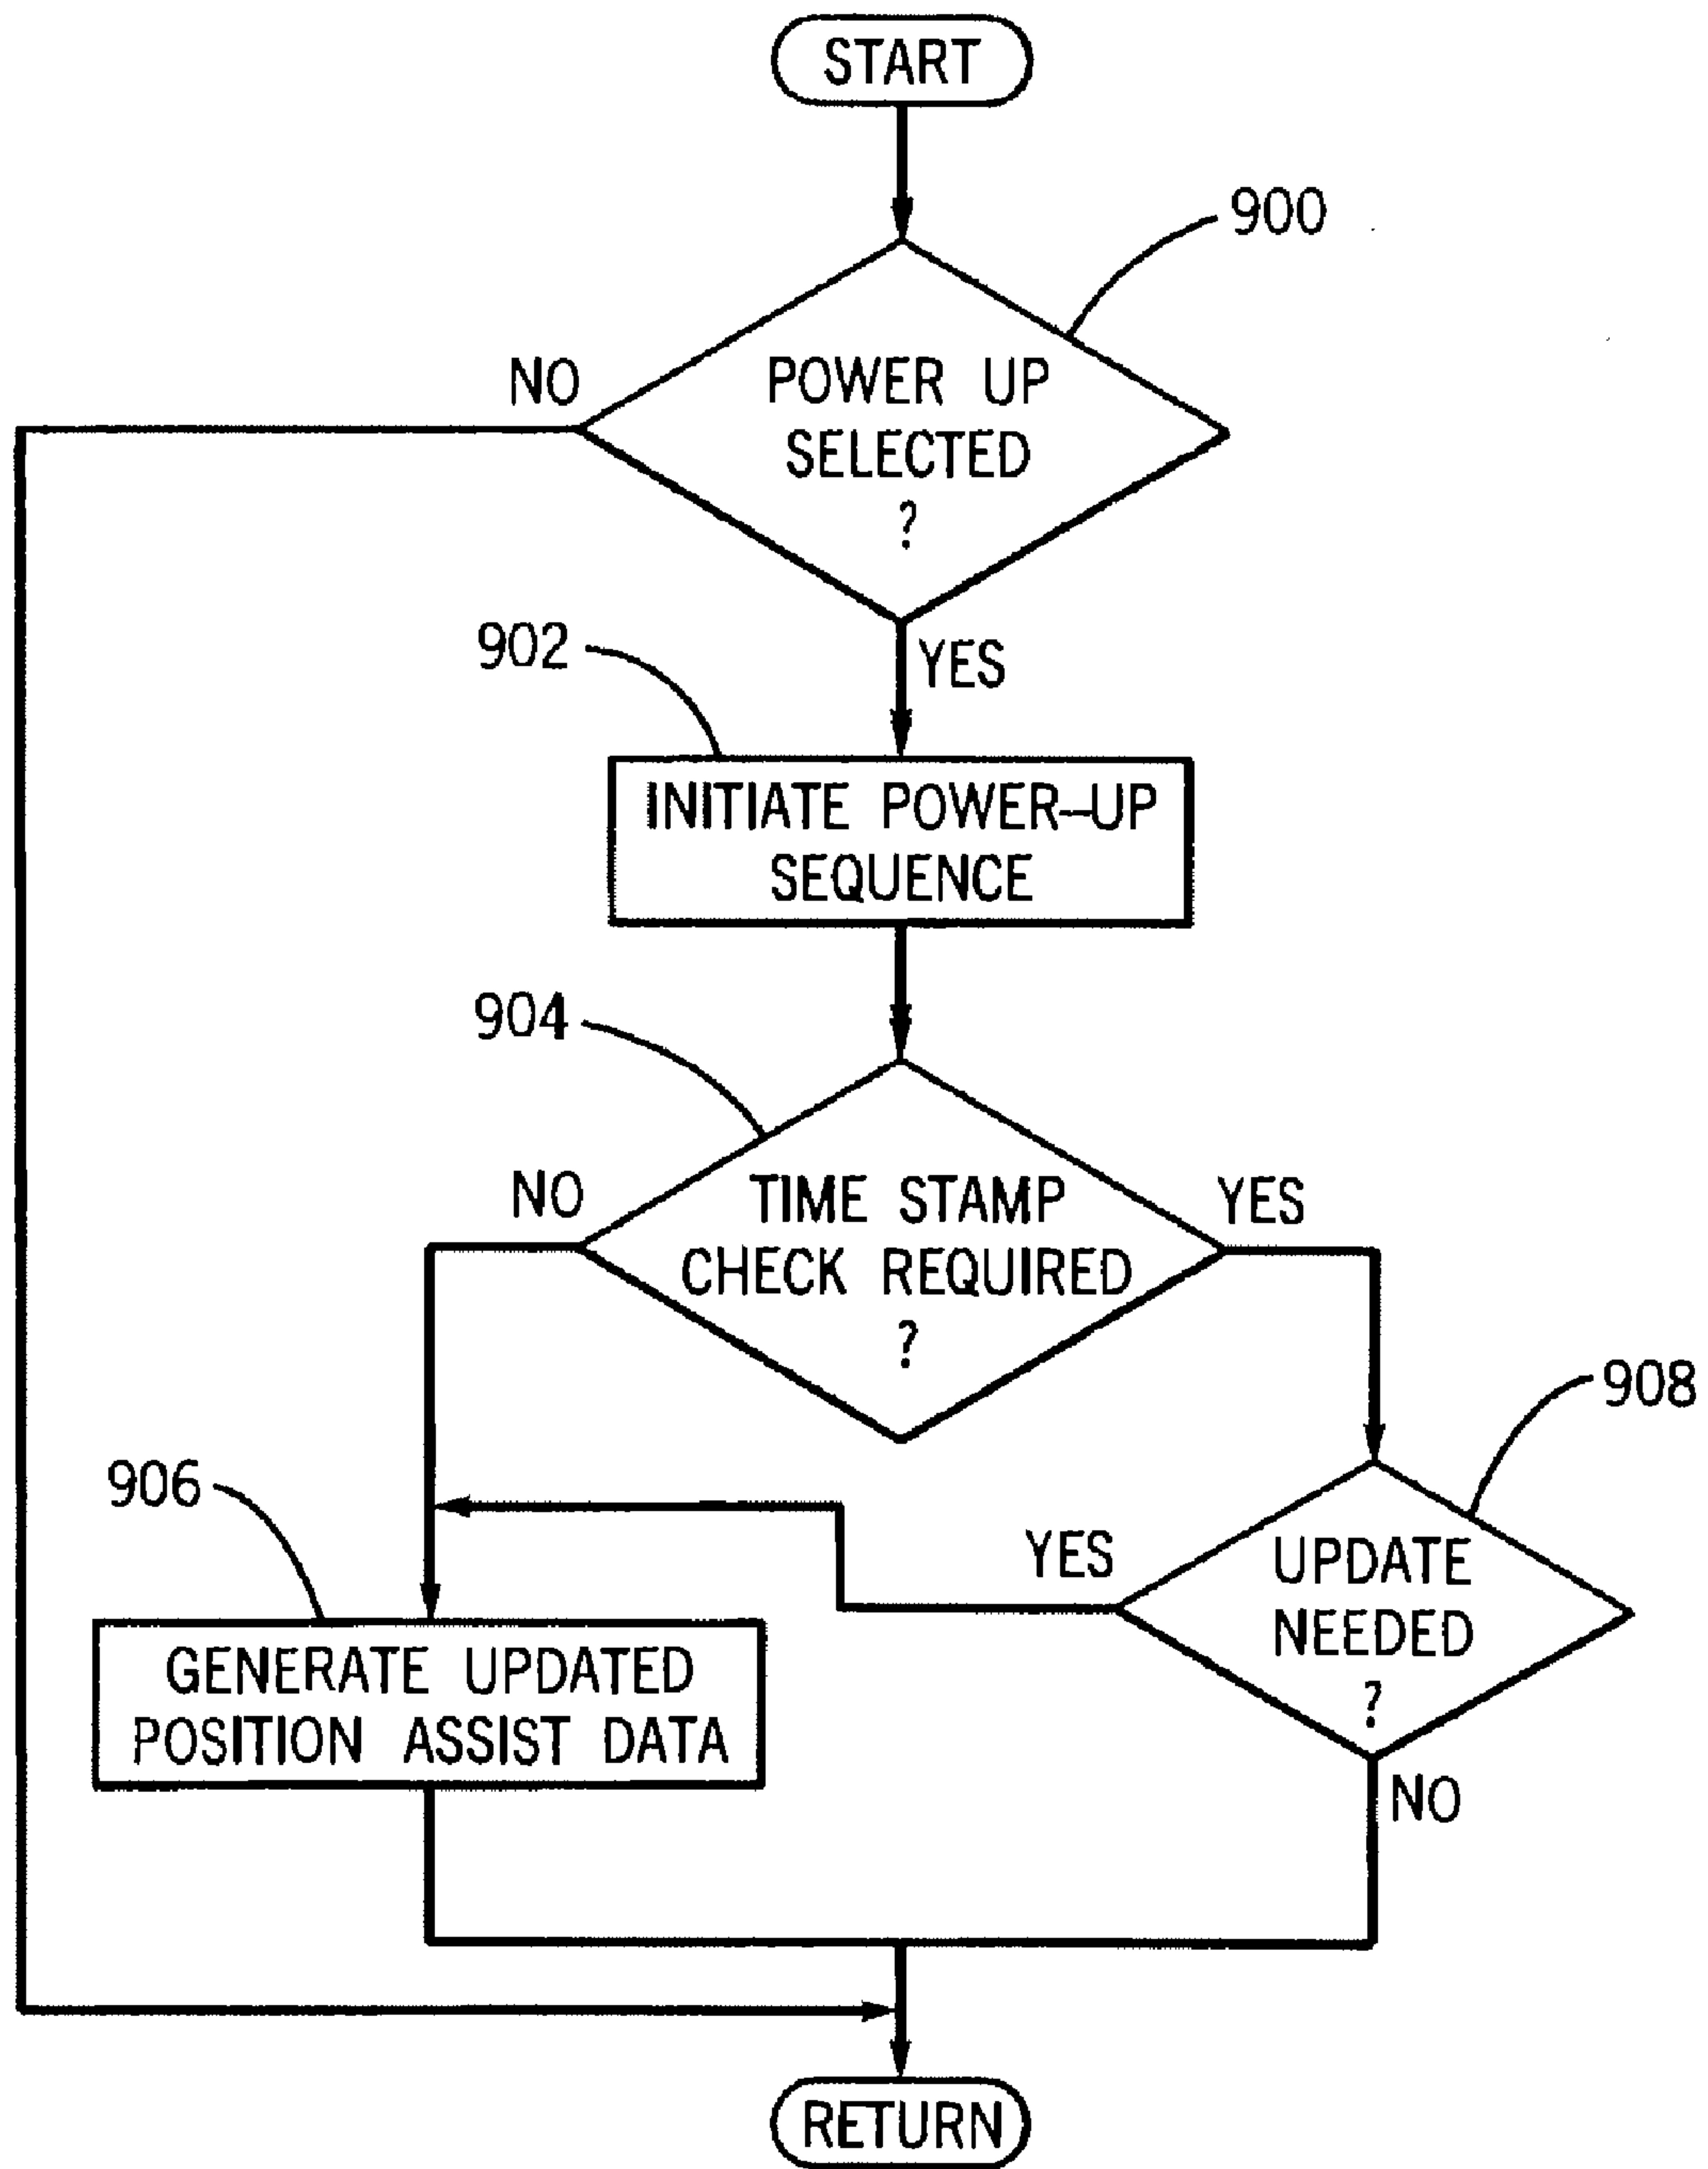 START
900
NO
POWER UP
SELECTED
?
902
YES
INITIATE POWER-UP
SEQUENCE
904
NO
TIME STAMP
CHECK REQUIRED
?
YES
908
906
YES
UPDATE
NEEDED
?
GENERATE UPDATED
POSITION ASSIST DATA
NO
RETURN